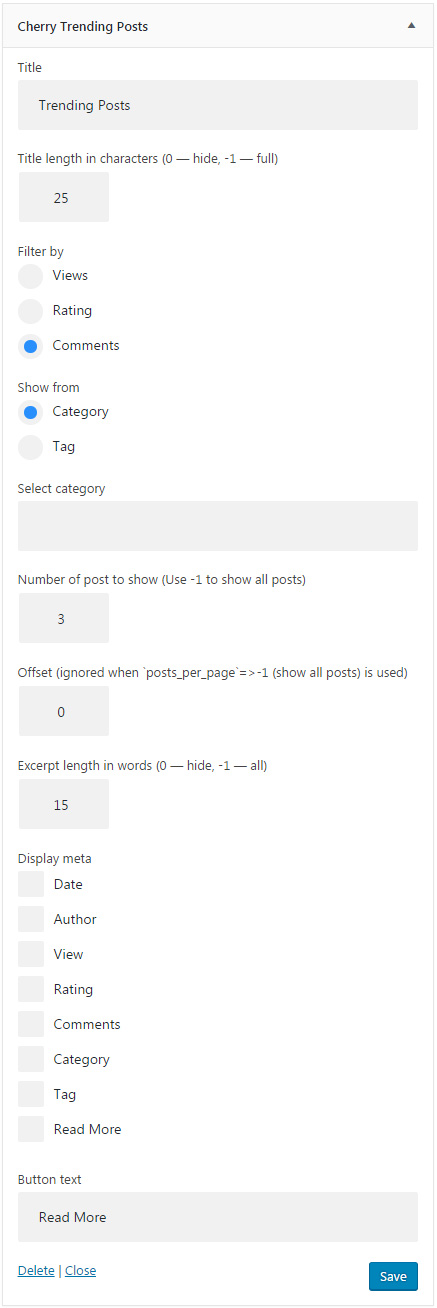 Cherry Trending Posts
Title
Trending Posts
Title length in characters (0 — hide, -1 — full)
25
Filter by
Views
Rating
Comments
Show from
Category
Tag
Select category
Number of post to show (Use -1 to show all posts)
3
Offset (ignored when `posts_per_page`=>-1 (show all posts) is used)
0
Excerpt length in words (0 — hide, -1 — all)
15
Display meta
Date
Author
View
Rating
Comments
Category
Tag
Read More
Button text
Read More
Delete | Close
Save